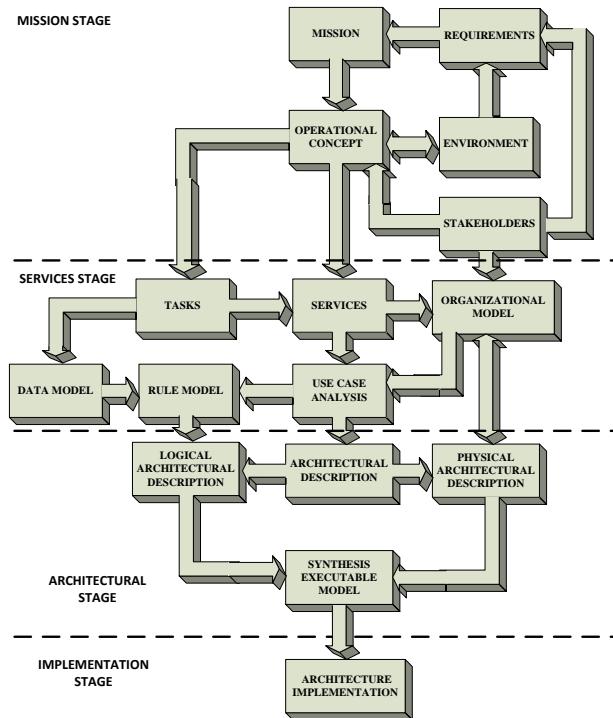 MISSION STAGE
MISSION
REQUIREMENTS
OPERATIONAL
CONCEPT
ENVIRONMENT
STAKEHOLDERS
SERVICES STAGE
TASKS
SERVICES
ORGANIZATIONAL
MODEL
DATA MODEL
RULE MODEL
USE CASE
ANALYSIS
LOGICAL
ARCHITECTURAL
DESCRIPTION
ARCHITECTURAL
DESCRIPTION
PHYSICAL
ARCHITECTURAL
DESCRIPTION
ARCHITECTURAL
STAGE
SYNTHESIS
EXECUTABLE
MODEL
IMPLEMENTATION
STAGE
ARCHITECTURE
IMPLEMENTATION